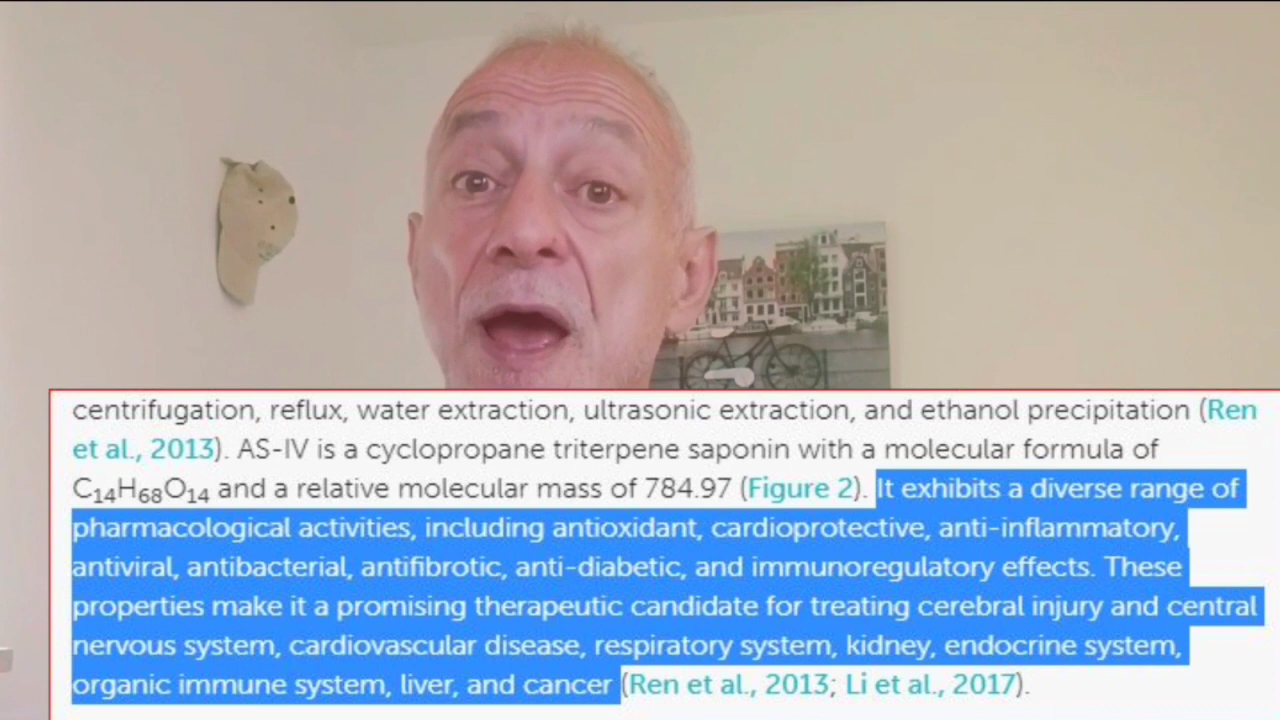 centrifugation, reflux, water extraction, ultrasonic extraction, and ethanol precipitation (Ren
et al., 2013). AS-IV is a cyclopropane triterpene saponin with a molecular formula of
C₁₄H₆₈O₁₄ and a relative molecular mass of 784.97 (Figure 2). It exhibits a diverse range of
pharmacological activities, including antioxidant, cardioprotective, anti-inflammatory,
antiviral, antibacterial, antifibrotic, anti-diabetic, and immunoregulatory effects. These
properties make it a promising therapeutic candidate for treating cerebral injury and central
nervous system, cardiovascular disease, respiratory system, kidney, endocrine system,
organic immune system, liver, and cancer (Ren et al., 2013; Li et al., 2017).